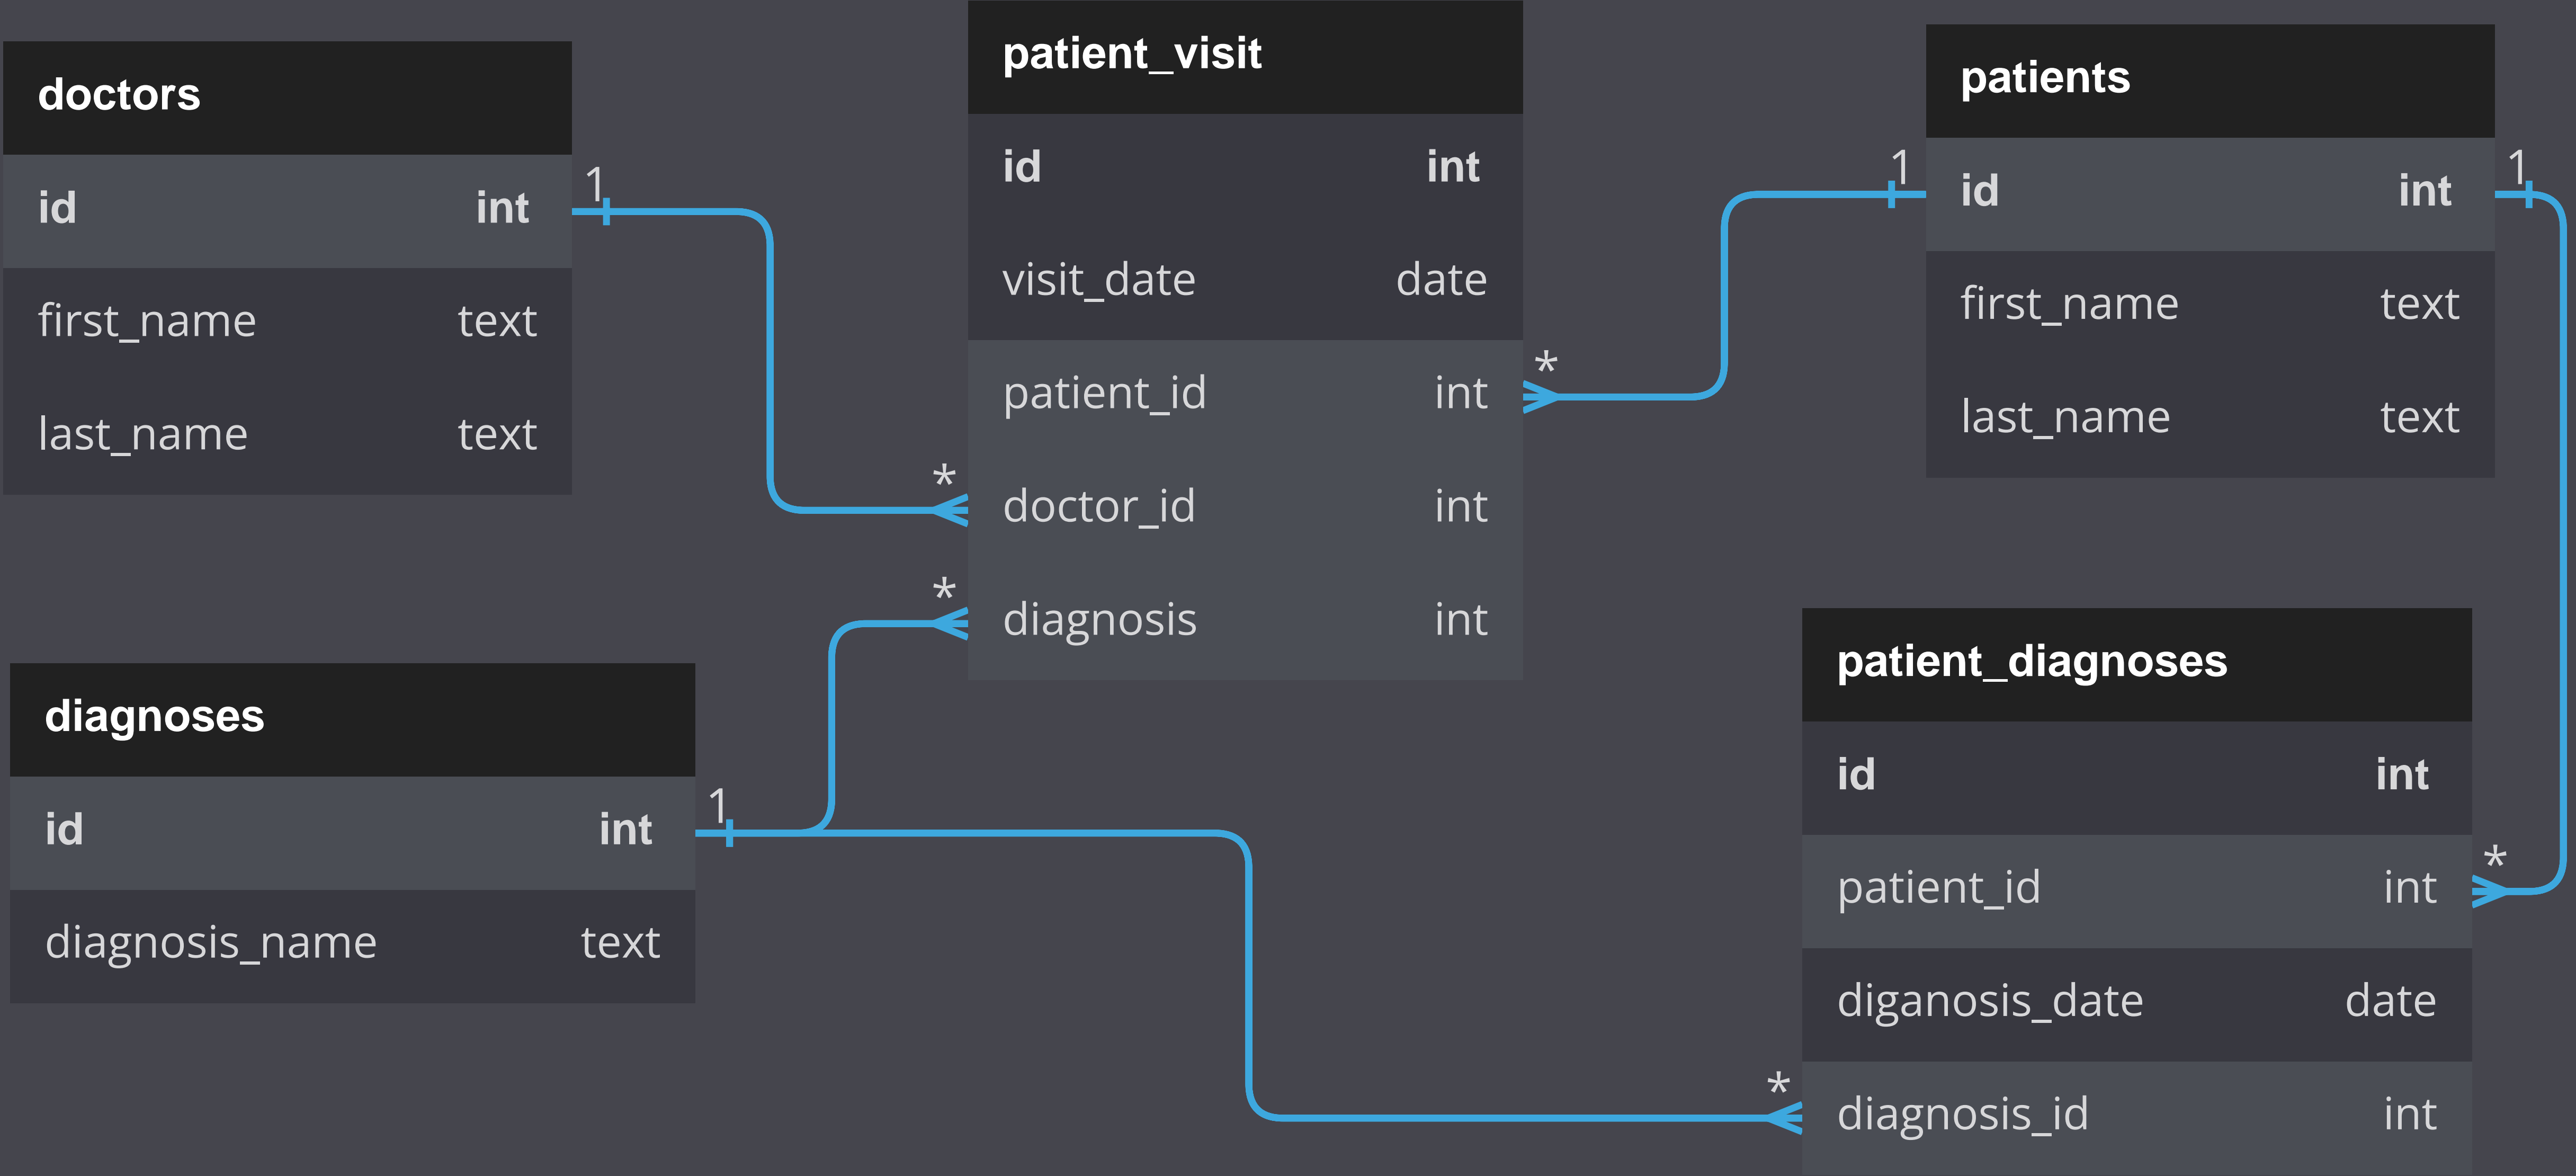 doctors
id int
first_name text
last_name text
1
*
patient_visit
id int
visit_date date
patient_id int
doctor_id int
diagnosis int
*
*
1
patients
id int
first_name text
last_name text
1
diagnoses
id int
diagnosis_name text
1
patient_diagnoses
id int
patient_id int
diganosis_date date
diagnosis_id int
*
*